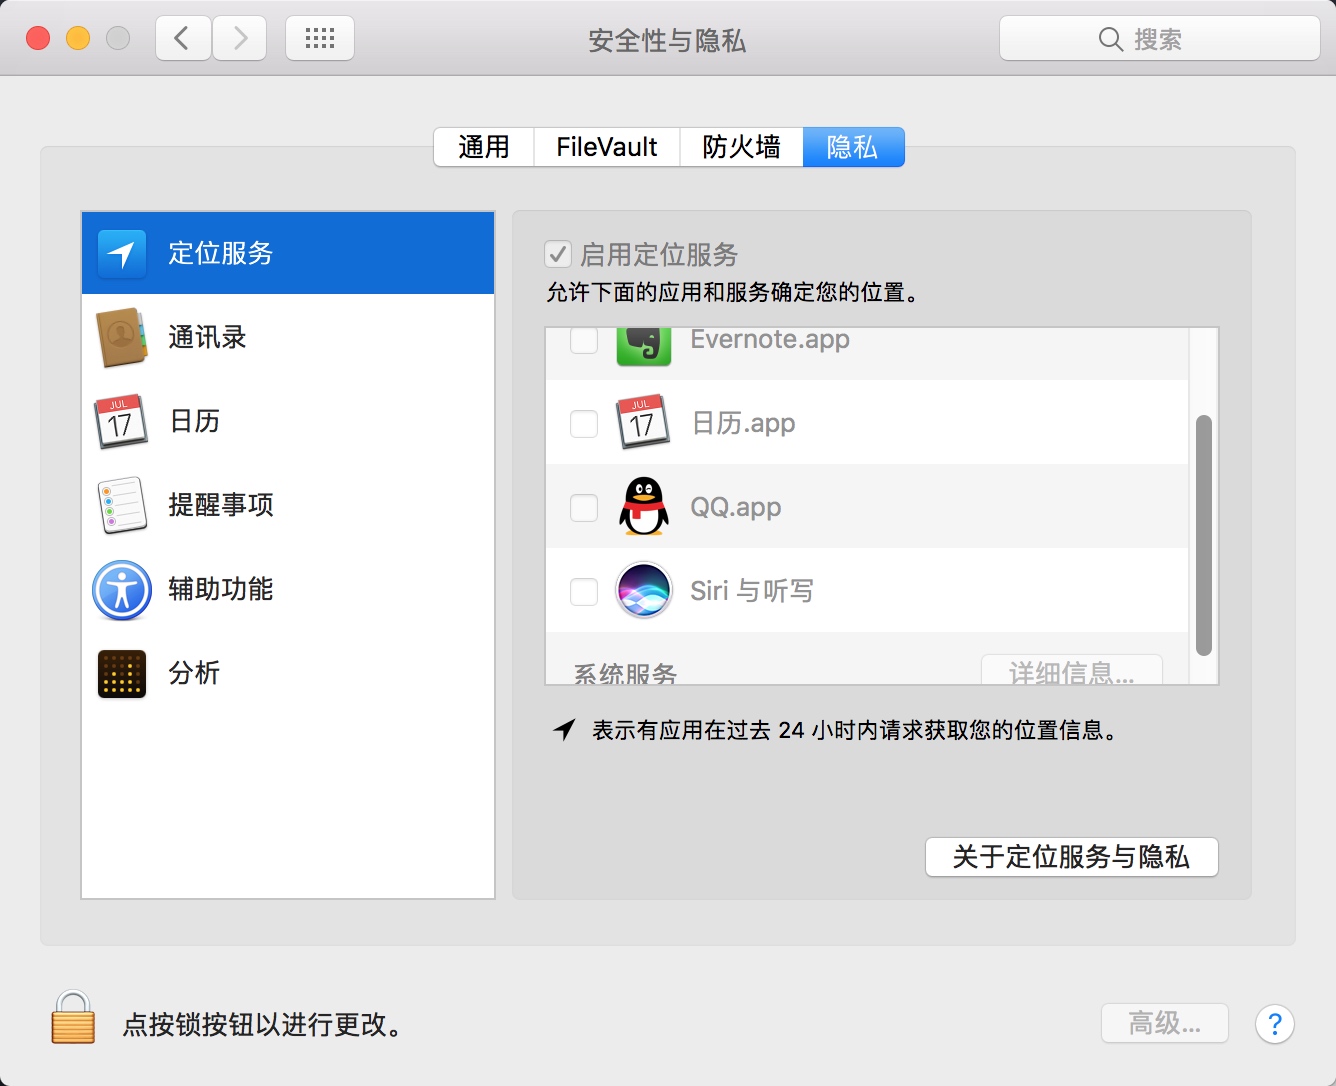 安全性与隐私
搜索
通用 FileVault 防火墙 隐私
定位服务
通讯录
JUL
17
日历
提醒事项
辅助功能
分析
启用定位服务
允许下面的应用和服务确定您的位置。
Evernote.app
JUL
17
日历.app
QQ.app
Siri 与听写
系统服务 详细信息...
表示有应用在过去 24 小时内请求获取您的位置信息。
关于定位服务与隐私
点按锁按钮以进行更改。
高级... ?